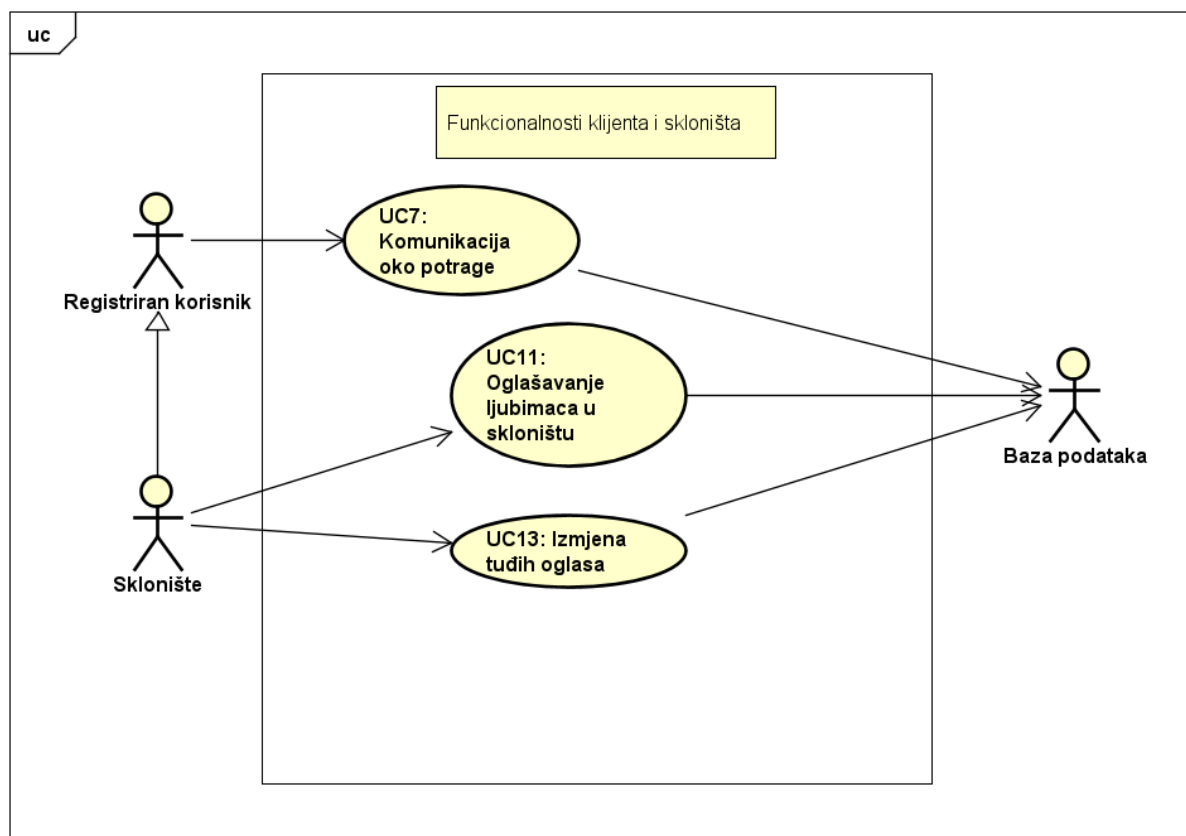 uc
Funkcionalnosti klijenta i skloništa
UC7:
Komunikacija
oko potrage
Registriran korisnik
UC11:
Oglašavanje
ljubimaca u
skloništu
Baza podataka
UC13: Izmjena
tuđih oglasa
Sklonište